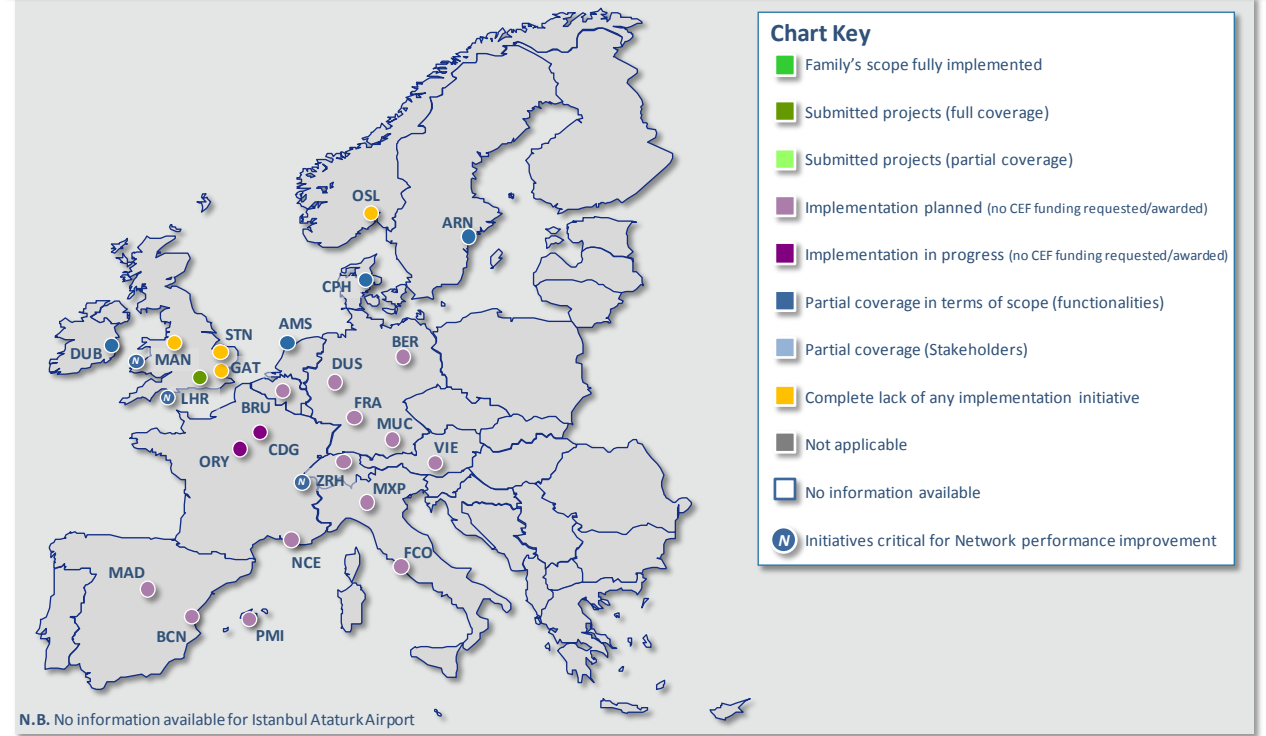 Chart Key
Family's scope fully implemented
Submitted projects (full coverage)
Submitted projects (partial coverage)
Implementation planned (no CEF funding requested/awarded)
Implementation in progress (no CEF funding requested/awarded)
Partial coverage in terms of scope (functionalities)
Partial coverage (Stakeholders)
Complete lack of any implementation initiative
Not applicable
No information available
N Initiatives critical for Network performance improvement
OSL
ARN
CPH
STN
AMS
DUB
N
MAN
GAT
BER
DUS
N
LHR
BRU
FRA
MUC
CDG
ORY
VIE
N
ZRH
MXP
NCE
FCO
MAD
BCN
PMI
N.B. No information available for Istanbul Ataturk Airport